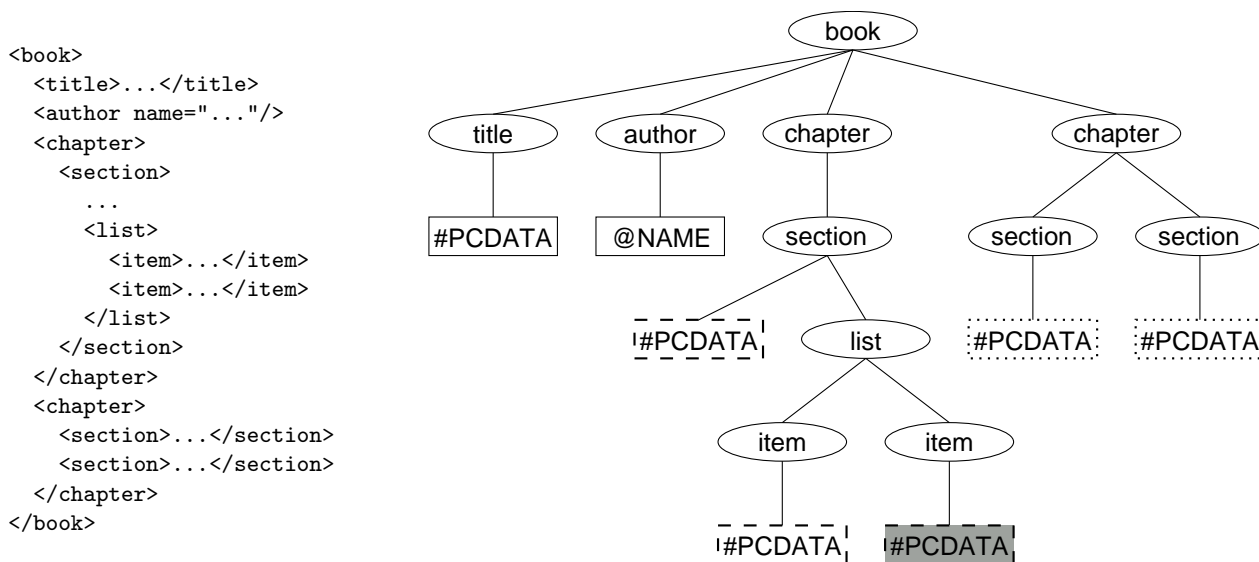 <book>
  <title>...</title>
  <author name="..."/>
  <chapter>
    <section>
      ...
      <list>
        <item>...</item>
        <item>...</item>
      </list>
    </section>
  </chapter>
  <chapter>
    <section>...</section>
    <section>...</section>
  </chapter>
</book>
book
title author chapter chapter
#PCDATA @NAME section section section
#PCDATA list #PCDATA #PCDATA
item item
#PCDATA #PCDATA